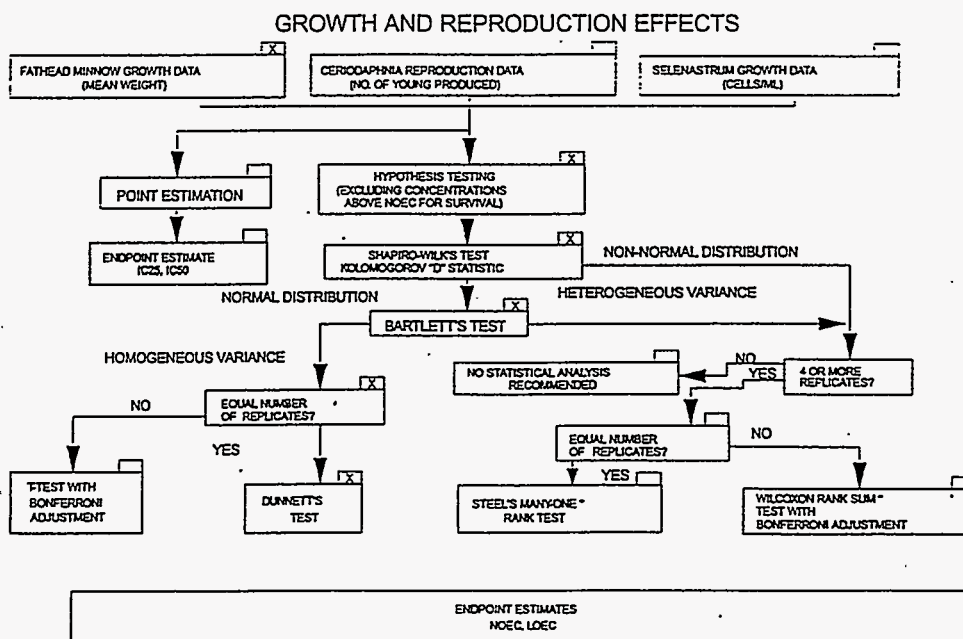 GROWTH AND REPRODUCTION EFFECTS
X
FATHEAD MINNOW GROWTH DATA
(MEAN WEIGHT)
CERIODAPHNIA REPRODUCTION DATA
(NO. OF YOUNG PRODUCED)
SELENASTRUM GROWTH DATA
(CELLS/ML)
POINT ESTIMATION
X
HYPOTHESIS TESTING
(EXCLUDING CONCENTRATIONS
ABOVE NOEC FOR SURVIVAL)
ENDPOINT ESTIMATE
IC25, IC50
X
SHAPIRO-WILK'S TEST
KOLOMOGOROV "D" STATISTIC
NON-NORMAL DISTRIBUTION
NORMAL DISTRIBUTION
HETEROGENEOUS VARIANCE
X
BARTLETT'S TEST
HOMOGENEOUS VARIANCE
NO STATISTICAL ANALYSIS
RECOMMENDED
NO
YES
4 OR MORE
REPLICATES?
X
EQUAL NUMBER
OF REPLICATES?
NO
YES
EQUAL NUMBER
OF REPLICATES?
NO
YES
T-TEST WITH
BONFERRONI
ADJUSTMENT
X
DUNNETT'S
TEST
STEEL'S MANY-ONE
RANK TEST
WILCOXON RANK SUM
TEST WITH
BONFERRONI ADJUSTMENT
ENDPOINT ESTIMATES
NOEC, LOEC